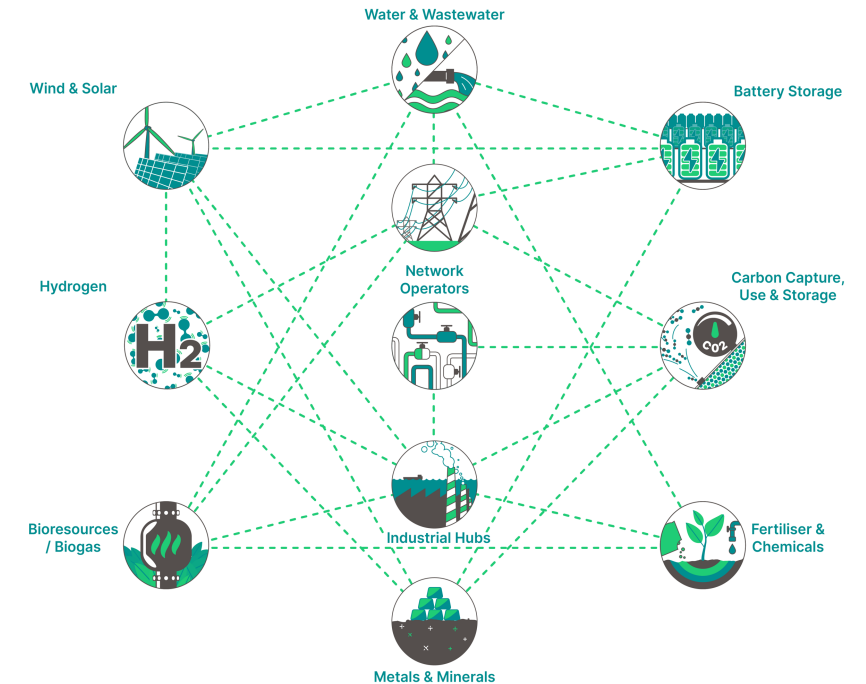 Water & Wastewater
Wind & Solar
Battery Storage
Network
Operators
Hydrogen
Carbon Capture,
Use & Storage
H2
CO2
Bioresources
/ Biogas
Industrial Hubs
Fertiliser &
Chemicals
Metals & Minerals